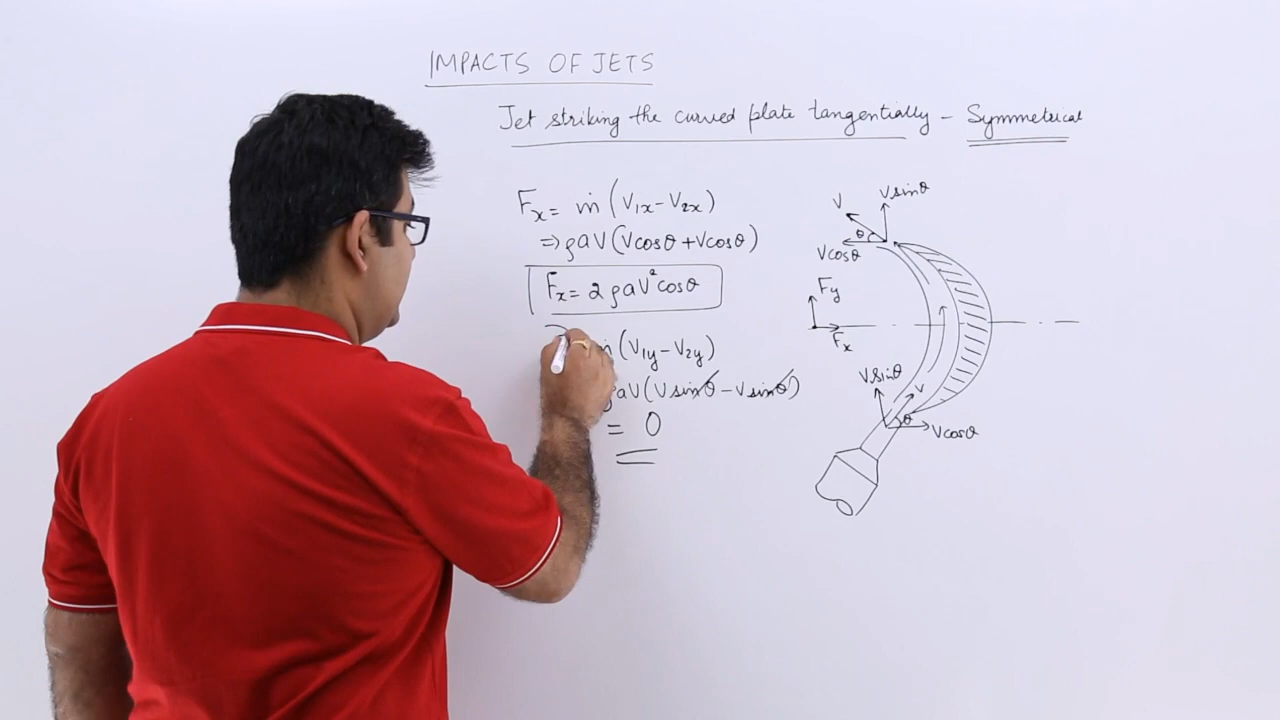 IMPACTS OF JETS
Jet striking the curved plate tangentially – Symmetrical
Fx = ṁ (V1x – V2x)
⇒ ρaV (Vcosθ + Vcosθ)
Fx = 2ρaV²cosθ
(V1y – V2y)
ρaV (Vsinθ – Vsinθ)
= 0
V
Vsinθ
θ
Vcosθ
Fy
Fx
Vsinθ
V
θ
Vcosθ